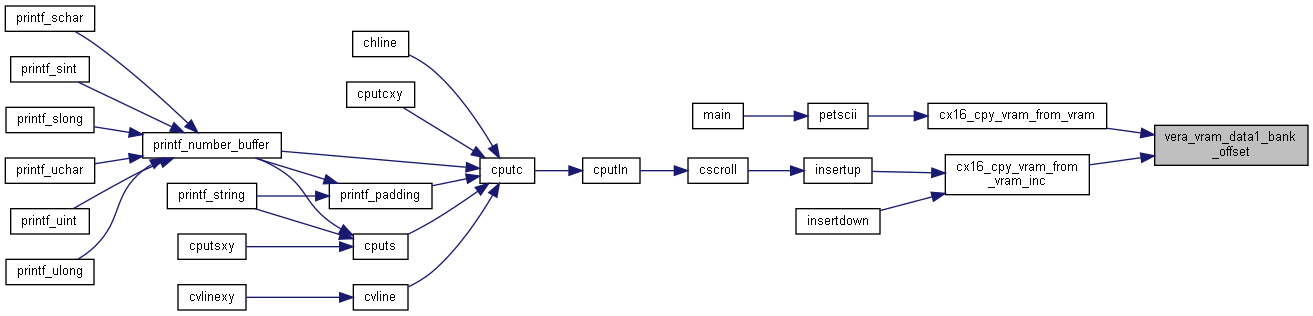 printf_schar
printf_sint
printf_slong
printf_uchar
printf_uint
printf_ulong
printf_number_buffer
printf_string
cputsxy
cvlinexy
chline
cputcxy
printf_padding
cputs
cvline
cputc
cputln
cscroll
main
petscii
insertup
insertdown
cx16_cpy_vram_from_vram
cx16_cpy_vram_from
_vram_inc
vera_vram_data1_bank
_offset